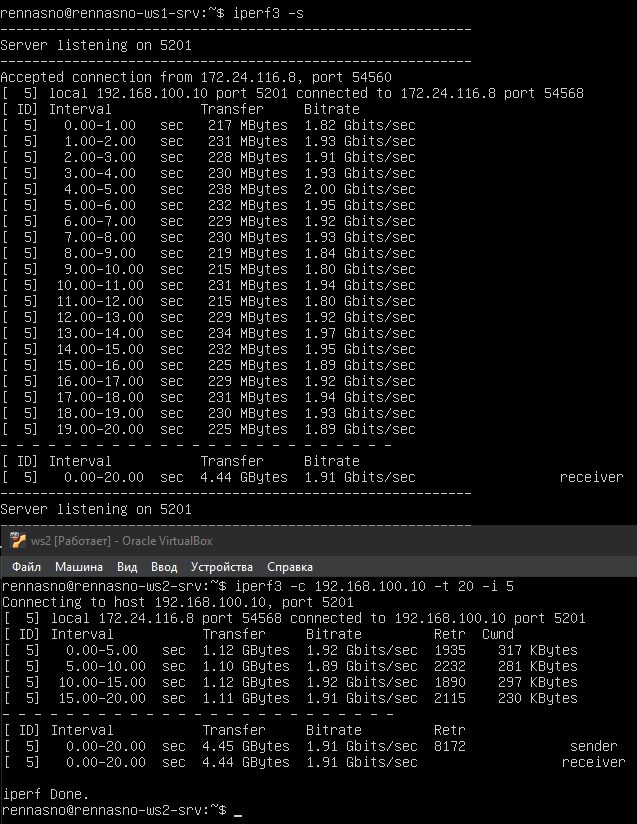 rennasno@rennasno-ws1-srv:~$ iperf3 -s
-----------------------------------------------------------
Server listening on 5201
-----------------------------------------------------------
Accepted connection from 172.24.116.8, port 54560
[  5] local 192.168.100.10 port 5201 connected to 172.24.116.8 port 54568
[ ID] Interval           Transfer     Bitrate
[  5]   0.00-1.00   sec   217 MBytes  1.82 Gbits/sec
[  5]   1.00-2.00   sec   231 MBytes  1.93 Gbits/sec
[  5]   2.00-3.00   sec   228 MBytes  1.91 Gbits/sec
[  5]   3.00-4.00   sec   230 MBytes  1.93 Gbits/sec
[  5]   4.00-5.00   sec   238 MBytes  2.00 Gbits/sec
[  5]   5.00-6.00   sec   232 MBytes  1.95 Gbits/sec
[  5]   6.00-7.00   sec   229 MBytes  1.92 Gbits/sec
[  5]   7.00-8.00   sec   230 MBytes  1.93 Gbits/sec
[  5]   8.00-9.00   sec   219 MBytes  1.84 Gbits/sec
[  5]   9.00-10.00  sec   215 MBytes  1.80 Gbits/sec
[  5]  10.00-11.00  sec   231 MBytes  1.94 Gbits/sec
[  5]  11.00-12.00  sec   215 MBytes  1.80 Gbits/sec
[  5]  12.00-13.00  sec   229 MBytes  1.92 Gbits/sec
[  5]  13.00-14.00  sec   234 MBytes  1.97 Gbits/sec
[  5]  14.00-15.00  sec   232 MBytes  1.95 Gbits/sec
[  5]  15.00-16.00  sec   225 MBytes  1.89 Gbits/sec
[  5]  16.00-17.00  sec   229 MBytes  1.92 Gbits/sec
[  5]  17.00-18.00  sec   231 MBytes  1.94 Gbits/sec
[  5]  18.00-19.00  sec   230 MBytes  1.93 Gbits/sec
[  5]  19.00-20.00  sec   225 MBytes  1.89 Gbits/sec
- - - - - - - - - - - - - - - - - - - - - - - - -
[ ID] Interval           Transfer     Bitrate
[  5]   0.00-20.00  sec  4.44 GBytes  1.91 Gbits/sec                  receiver
-----------------------------------------------------------
Server listening on 5201
-----------------------------------------------------------
ws2 [Работает] - Oracle VirtualBox
Файл Машина Вид Ввод Устройства Справка
rennasno@rennasno-ws2-srv:~$ iperf3 -c 192.168.100.10 -t 20 -i 5
Connecting to host 192.168.100.10, port 5201
[  5] local 172.24.116.8 port 54568 connected to 192.168.100.10 port 5201
[ ID] Interval           Transfer     Bitrate         Retr  Cwnd
[  5]   0.00-5.00   sec  1.12 GBytes  1.92 Gbits/sec  1935    317 KBytes
[  5]   5.00-10.00  sec  1.10 GBytes  1.89 Gbits/sec  2232    281 KBytes
[  5]  10.00-15.00  sec  1.12 GBytes  1.92 Gbits/sec  1890    297 KBytes
[  5]  15.00-20.00  sec  1.11 GBytes  1.91 Gbits/sec  2115    230 KBytes
- - - - - - - - - - - - - - - - - - - - - - - - -
[ ID] Interval           Transfer     Bitrate         Retr
[  5]   0.00-20.00  sec  4.45 GBytes  1.91 Gbits/sec  8172             sender
[  5]   0.00-20.00  sec  4.44 GBytes  1.91 Gbits/sec                  receiver
iperf Done.
rennasno@rennasno-ws2-srv:~$ _